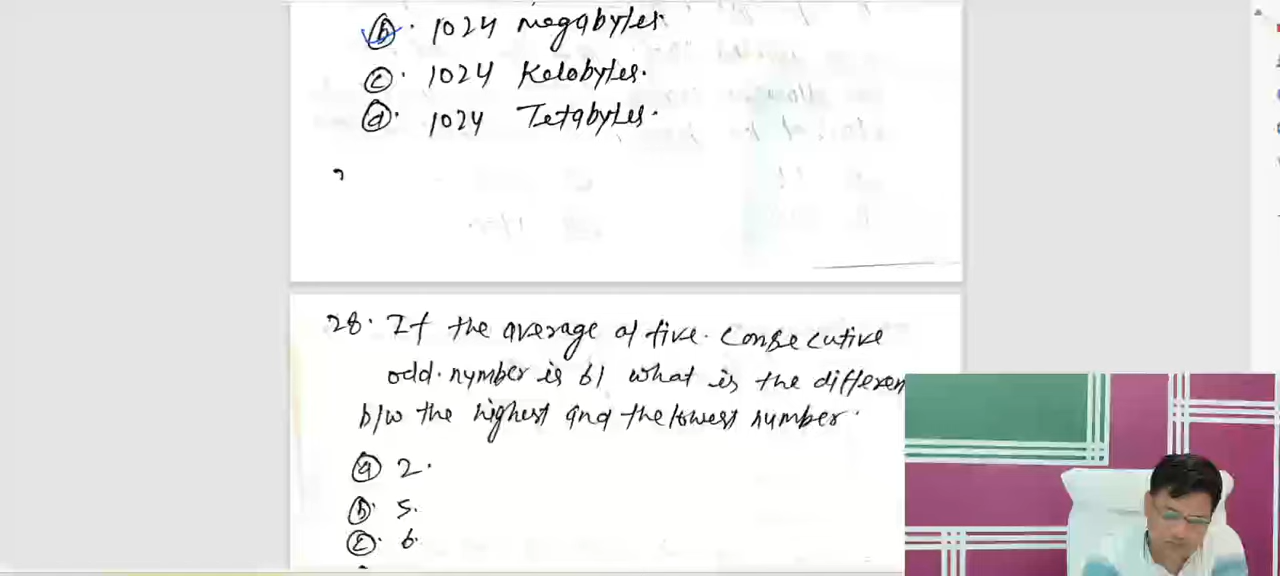 (b). 1024 megabytes.
(c). 1024 Kelobytes.
(d). 1024 Tetabytes.
28. If the average of five. consecutive
odd. number is 61 what is the differen
b/w the highest and the lowest number.
(a) 2.
(b). 5.
(c). 6.